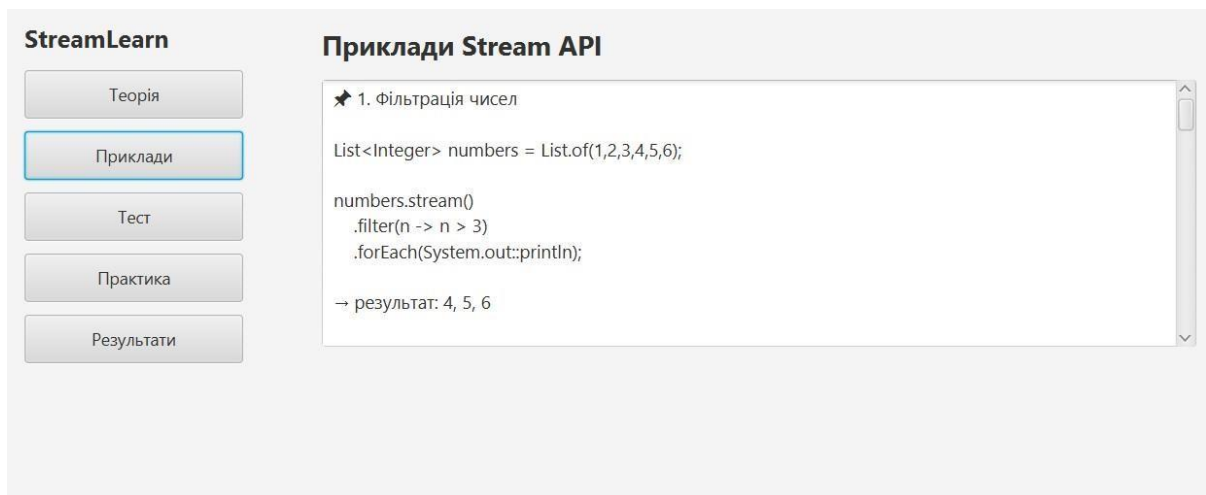 StreamLearn
Теорія
Приклади
Тест
Практика
Результати
Приклади Stream API
📌 1. Фільтрація чисел
List<Integer> numbers = List.of(1,2,3,4,5,6);
numbers.stream()
.filter(n -> n > 3)
.forEach(System.out::println);
→ результат: 4, 5, 6